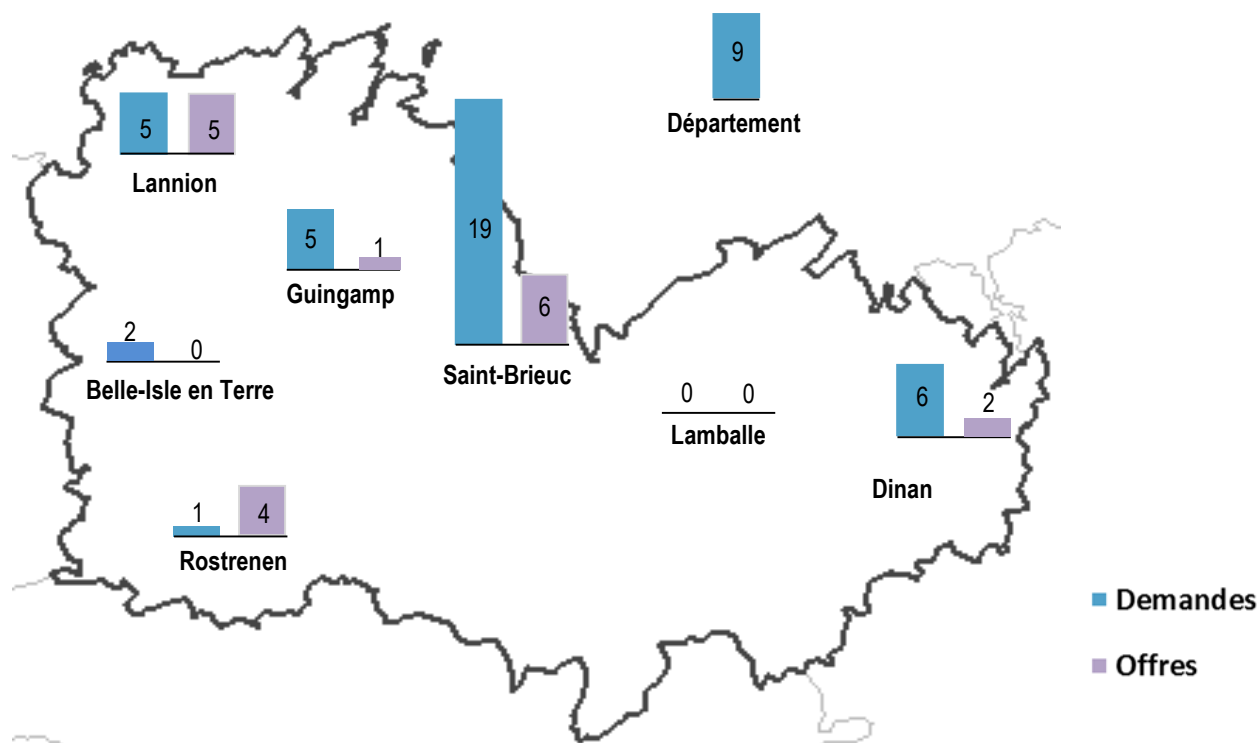 9
Département
5 5
Lannion
5 1
Guingamp
19 6
Saint-Brieuc
2 0
Belle-Isle en Terre
0 0
Lamballe
6 2
Dinan
1 4
Rostrenen
Demandes
Offres